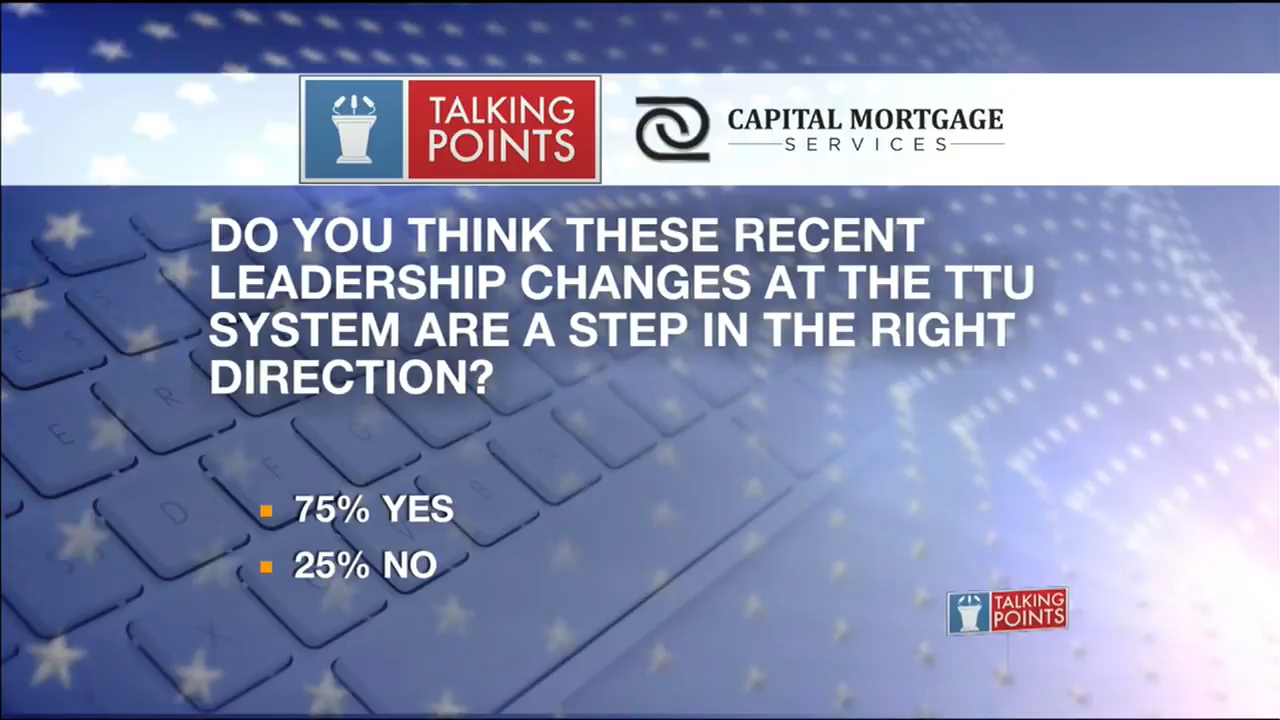 TALKING
POINTS
CAPITAL MORTGAGE
SERVICES
DO YOU THINK THESE RECENT
LEADERSHIP CHANGES AT THE TTU
SYSTEM ARE A STEP IN THE RIGHT
DIRECTION?
75% YES
25% NO
TALKING
POINTS